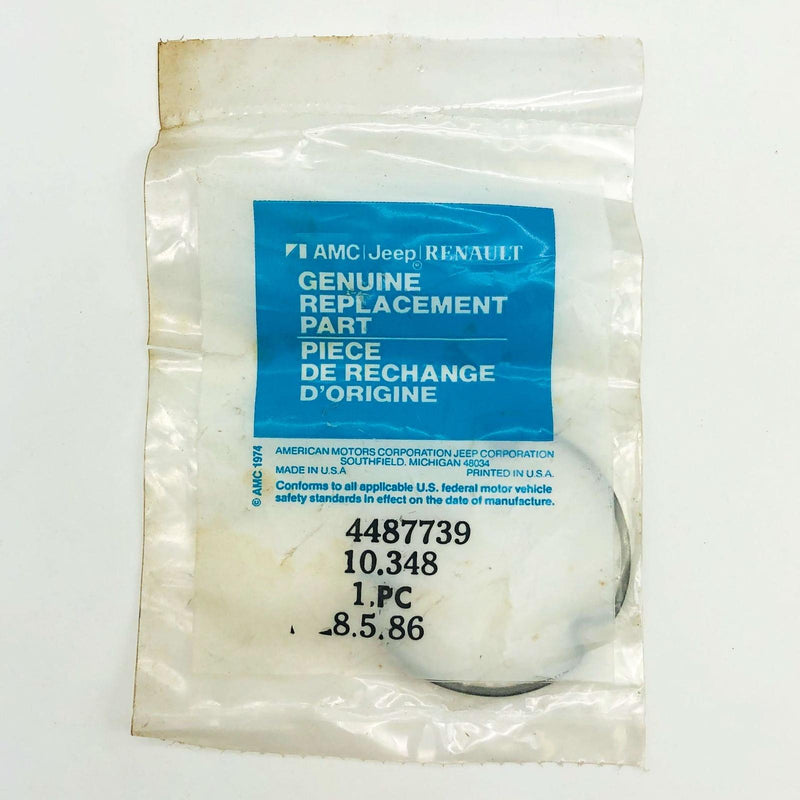 AMC|Jeep|RENAULT
®
GENUINE
REPLACEMENT
PART
PIECE
DE RECHANGE
D'ORIGINE
© AMC 1974
AMERICAN MOTORS CORPORATION JEEP CORPORATION
SOUTHFIELD, MICHIGAN 48034
MADE IN U.S.A PRINTED IN U.S.A.
Conforms to all applicable U.S. federal motor vehicle
safety standards in effect on the date of manufacture.
4487739
10.348
1.PC
8.5.86